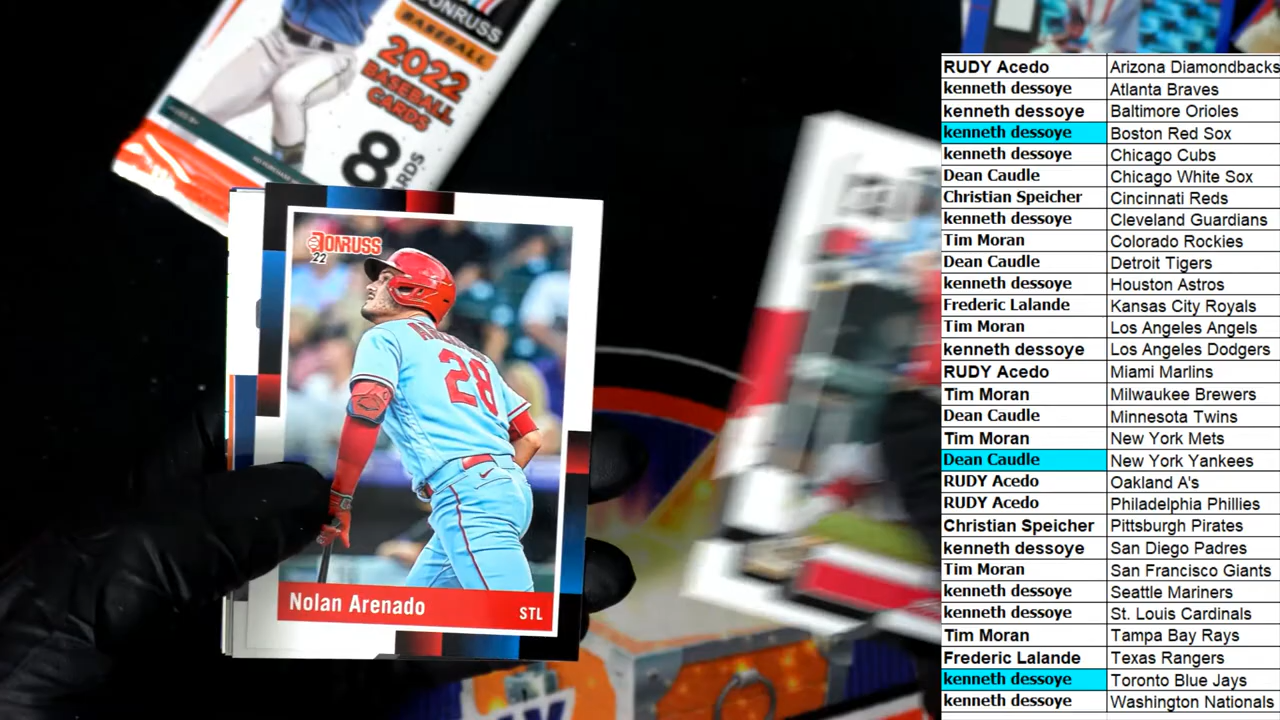 DONRUSS
BASEBALL
2022
BASEBALL
CARDS
8
DONRUSS
22
28
Nolan Arenado
STL
RUDY Acedo Arizona Diamondbacks
kenneth dessoye Atlanta Braves
kenneth dessoye Baltimore Orioles
kenneth dessoye Boston Red Sox
kenneth dessoye Chicago Cubs
Dean Caudle Chicago White Sox
Christian Speicher Cincinnati Reds
kenneth dessoye Cleveland Guardians
Tim Moran Colorado Rockies
Dean Caudle Detroit Tigers
kenneth dessoye Houston Astros
Frederic Lalande Kansas City Royals
Tim Moran Los Angeles Angels
kenneth dessoye Los Angeles Dodgers
RUDY Acedo Miami Marlins
Tim Moran Milwaukee Brewers
Dean Caudle Minnesota Twins
Tim Moran New York Mets
Dean Caudle New York Yankees
RUDY Acedo Oakland A's
RUDY Acedo Philadelphia Phillies
Christian Speicher Pittsburgh Pirates
kenneth dessoye San Diego Padres
Tim Moran San Francisco Giants
kenneth dessoye Seattle Mariners
kenneth dessoye St. Louis Cardinals
Tim Moran Tampa Bay Rays
Frederic Lalande Texas Rangers
kenneth dessoye Toronto Blue Jays
kenneth dessoye Washington Nationals